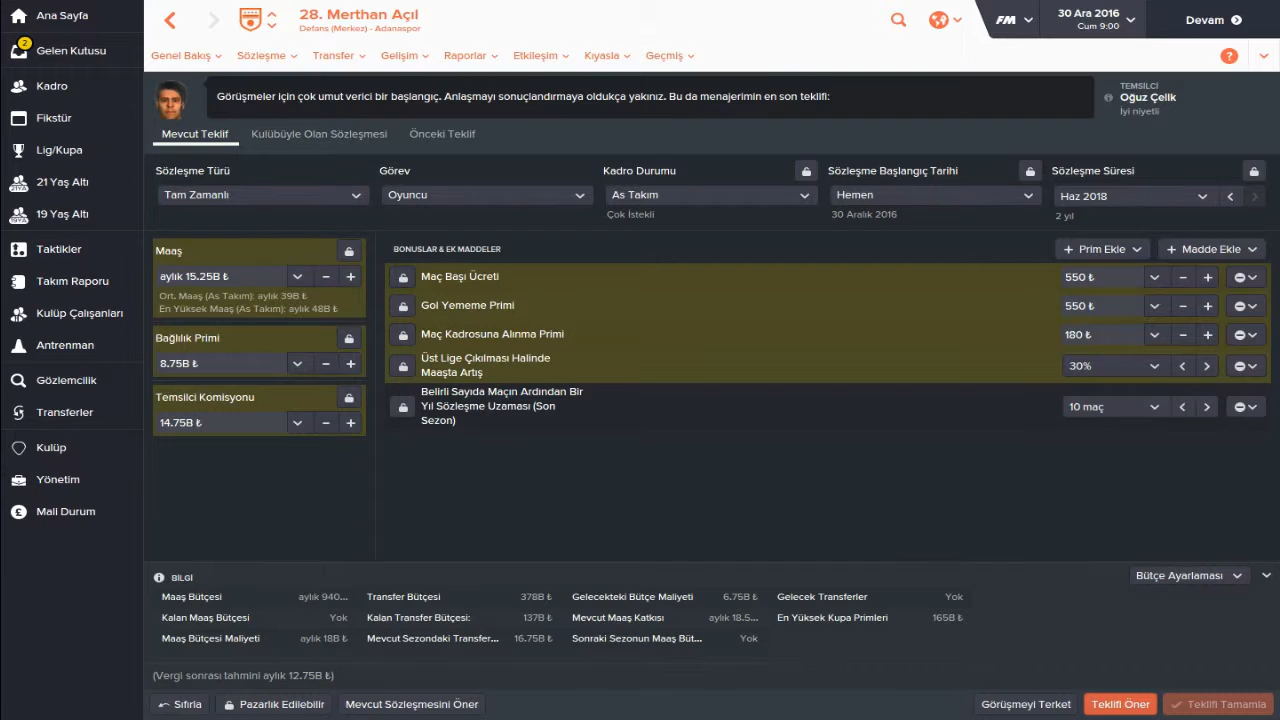 Ana Sayfa
28. Merthan Açıl
Defans (Merkez) - Adanaspor
FM
30 Ara 2016
Cum 9:00
Devam
2
Gelen Kutusu
Genel Bakış
Sözleşme
Transfer
Gelişim
Raporlar
Etkileşim
Kıyasla
Geçmiş
?
Kadro
Fikstür
Lig/Kupa
21 Yaş Altı
19 Yaş Altı
Taktikler
Takım Raporu
Kulüp Çalışanları
Antrenman
Gözlemcilik
Transferler
Kulüp
Yönetim
Mali Durum
Görüşmeler için çok umut verici bir başlangıç. Anlaşmayı sonuçlandırmaya oldukça yakınız. Bu da menajerimin en son teklifi:
TEMSİLCİ
Oğuz Çelik
İyi niyetli
Mevcut Teklif
Kulübüyle Olan Sözleşmesi
Önceki Teklif
Sözleşme Türü
Görev
Kadro Durumu
Sözleşme Başlangıç Tarihi
Sözleşme Süresi
Tam Zamanlı
Oyuncu
As Takım
Hemen
Haz 2018
Çok İstekli
30 Aralık 2016
2 yıl
Maaş
aylık 15.25B ₺
Ort. Maaş (As Takım): aylık 39B ₺
En Yüksek Maaş (As Takım): aylık 48B ₺
Bağlılık Primi
8.75B ₺
Temsilci Komisyonu
14.75B ₺
BONUSLAR & EK MADDELER
+ Prim Ekle
+ Madde Ekle
Maç Başı Ücreti
550 ₺
Gol Yememe Primi
550 ₺
Maç Kadrosuna Alınma Primi
180 ₺
Üst Lige Çıkılması Halinde
Maaşta Artış
30%
Belirli Sayıda Maçın Ardından Bir
Yıl Sözleşme Uzaması (Son
Sezon)
10 maç
BİLGİ
Bütçe Ayarlaması
Maaş Bütçesi
aylık 940...
Transfer Bütçesi
378B ₺
Gelecekteki Bütçe Maliyeti
6.75B ₺
Gelecek Transferler
Yok
Kalan Maaş Bütçesi
Yok
Kalan Transfer Bütçesi:
137B ₺
Mevcut Maaş Katkısı
aylık 18.5...
En Yüksek Kupa Primleri
165B ₺
Maaş Bütçesi Maliyeti
aylık 18B ₺
Mevcut Sezondaki Transfer...
16.75B ₺
Sonraki Sezonun Maaş Büt...
Yok
(Vergi sonrası tahmini aylık 12.75B ₺)
Sıfırla
Pazarlık Edilebilir
Mevcut Sözleşmesini Öner
Görüşmeyi Terket
Teklifi Öner
Teklifi Tamamla